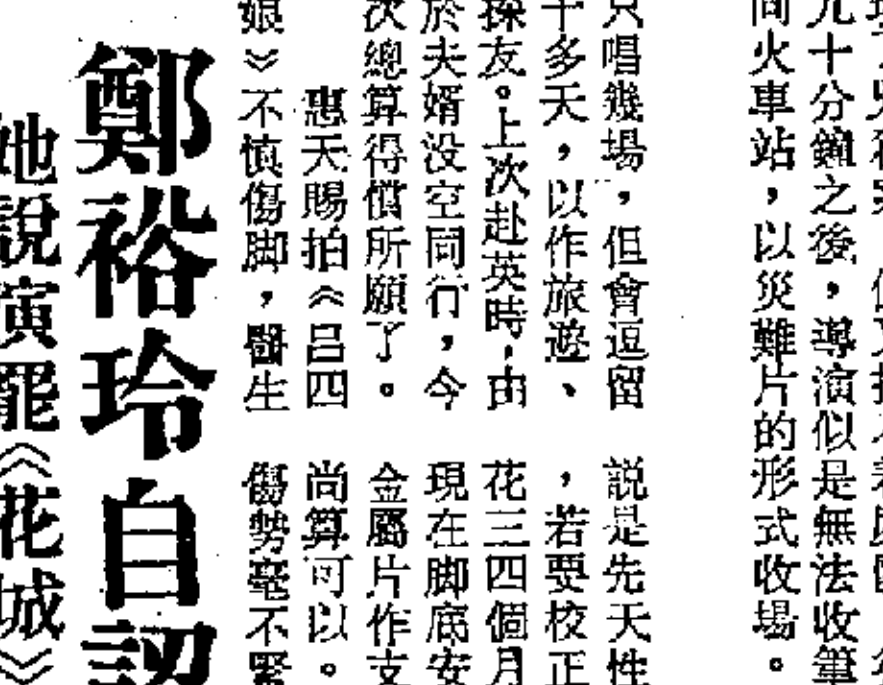 九十分鐘之後，導演似是無法收筆
間火車站，以災難片的形式收場。
只唱幾場，但會逗留
十多天，以作旅遊、
探友。上次赴英時，由
於夫婿没空同行，今
次總算得償所願了。
惠天賜拍《呂四
娘》不慎傷脚，醫生
説是先天性
，若要校正
花三四個月
現在脚底安
金屬片作支
尚算可以。
傷勢毫不緊
鄭裕玲自認
她說演罷《花城》